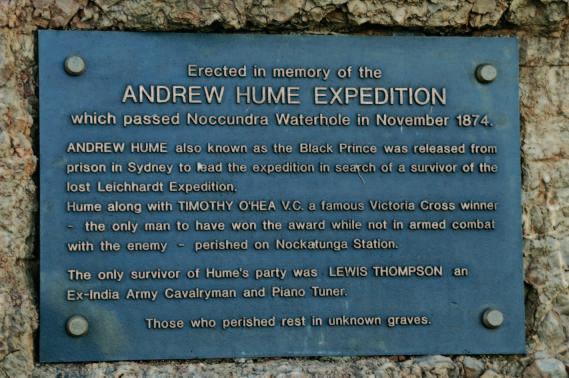 Erected in memory of the
ANDREW HUME EXPEDITION
which passed Noccundra Waterhole in November 1874.
ANDREW HUME also known as the Black Prince was released from
prison in Sydney to lead the expedition in search of a survivor of the
lost Leichhardt Expedition.
Hume along with TIMOTHY O'HEA V.C. a famous Victoria Cross winner
- the only man to have won the award while not in armed combat
with the enemy - perished on Nockatunga Station.
The only survivor of Hume's party was LEWIS THOMPSON an
Ex-India Army Cavalryman and Piano Tuner.
Those who perished rest in unknown graves.